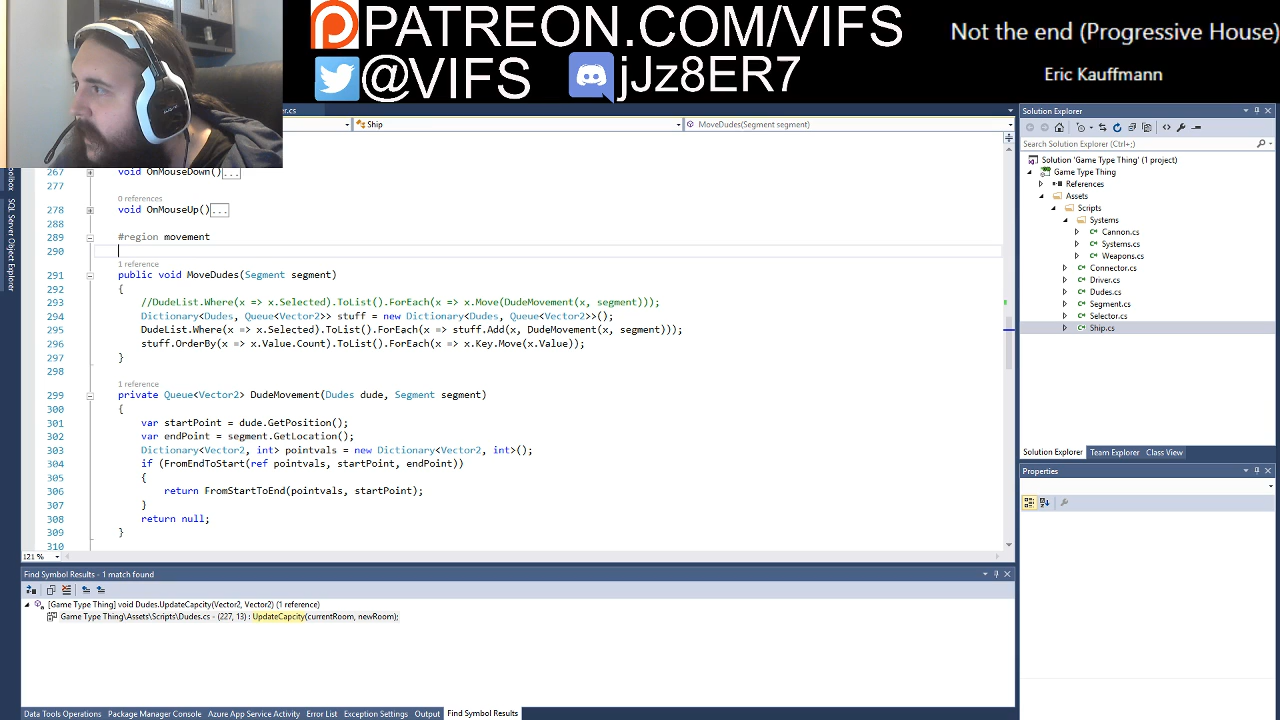 PATREON.COM/VIFS
@VIFS jJz8ER7
Not the end (Progressive House)
Eric Kauffmann
er.cs
Ship
MoveDudes(Segment segment)
267 void OnMouseDown()...
277
0 references
278 void OnMouseUp()...
288
289 #region movement
290
1 reference
291 public void MoveDudes(Segment segment)
292 {
293 //DudeList.Where(x => x.Selected).ToList().ForEach(x => x.Move(DudeMovement(x, segment)));
294 Dictionary<Dudes, Queue<Vector2>> stuff = new Dictionary<Dudes, Queue<Vector2>>();
295 DudeList.Where(x => x.Selected).ToList().ForEach(x => stuff.Add(x, DudeMovement(x, segment)));
296 stuff.OrderBy(x => x.Value.Count).ToList().ForEach(x => x.Key.Move(x.Value));
297 }
298
1 reference
299 private Queue<Vector2> DudeMovement(Dudes dude, Segment segment)
300 {
301 var startPoint = dude.GetPosition();
302 var endPoint = segment.GetLocation();
303 Dictionary<Vector2, int> pointvals = new Dictionary<Vector2, int>();
304 if (FromEndToStart(ref pointvals, startPoint, endPoint))
305 {
306 return FromStartToEnd(pointvals, startPoint);
307 }
308 return null;
309 }
310
121 %
Toolbox
SQL Server Object Explorer
Find Symbol Results - 1 match found
[Game Type Thing] void Dudes.UpdateCapcity(Vector2, Vector2) (1 reference)
Game Type Thing\Assets\Scripts\Dudes.cs - (227, 13) : UpdateCapcity(currentRoom, newRoom);
Data Tools Operations Package Manager Console Azure App Service Activity Error List Exception Settings Output Find Symbol Results
Solution Explorer
Search Solution Explorer (Ctrl+;)
Solution 'Game Type Thing' (1 project)
Game Type Thing
References
Assets
Scripts
Systems
Cannon.cs
Systems.cs
Weapons.cs
Connector.cs
Driver.cs
Dudes.cs
Segment.cs
Selector.cs
Ship.cs
Solution Explorer Team Explorer Class View
Properties